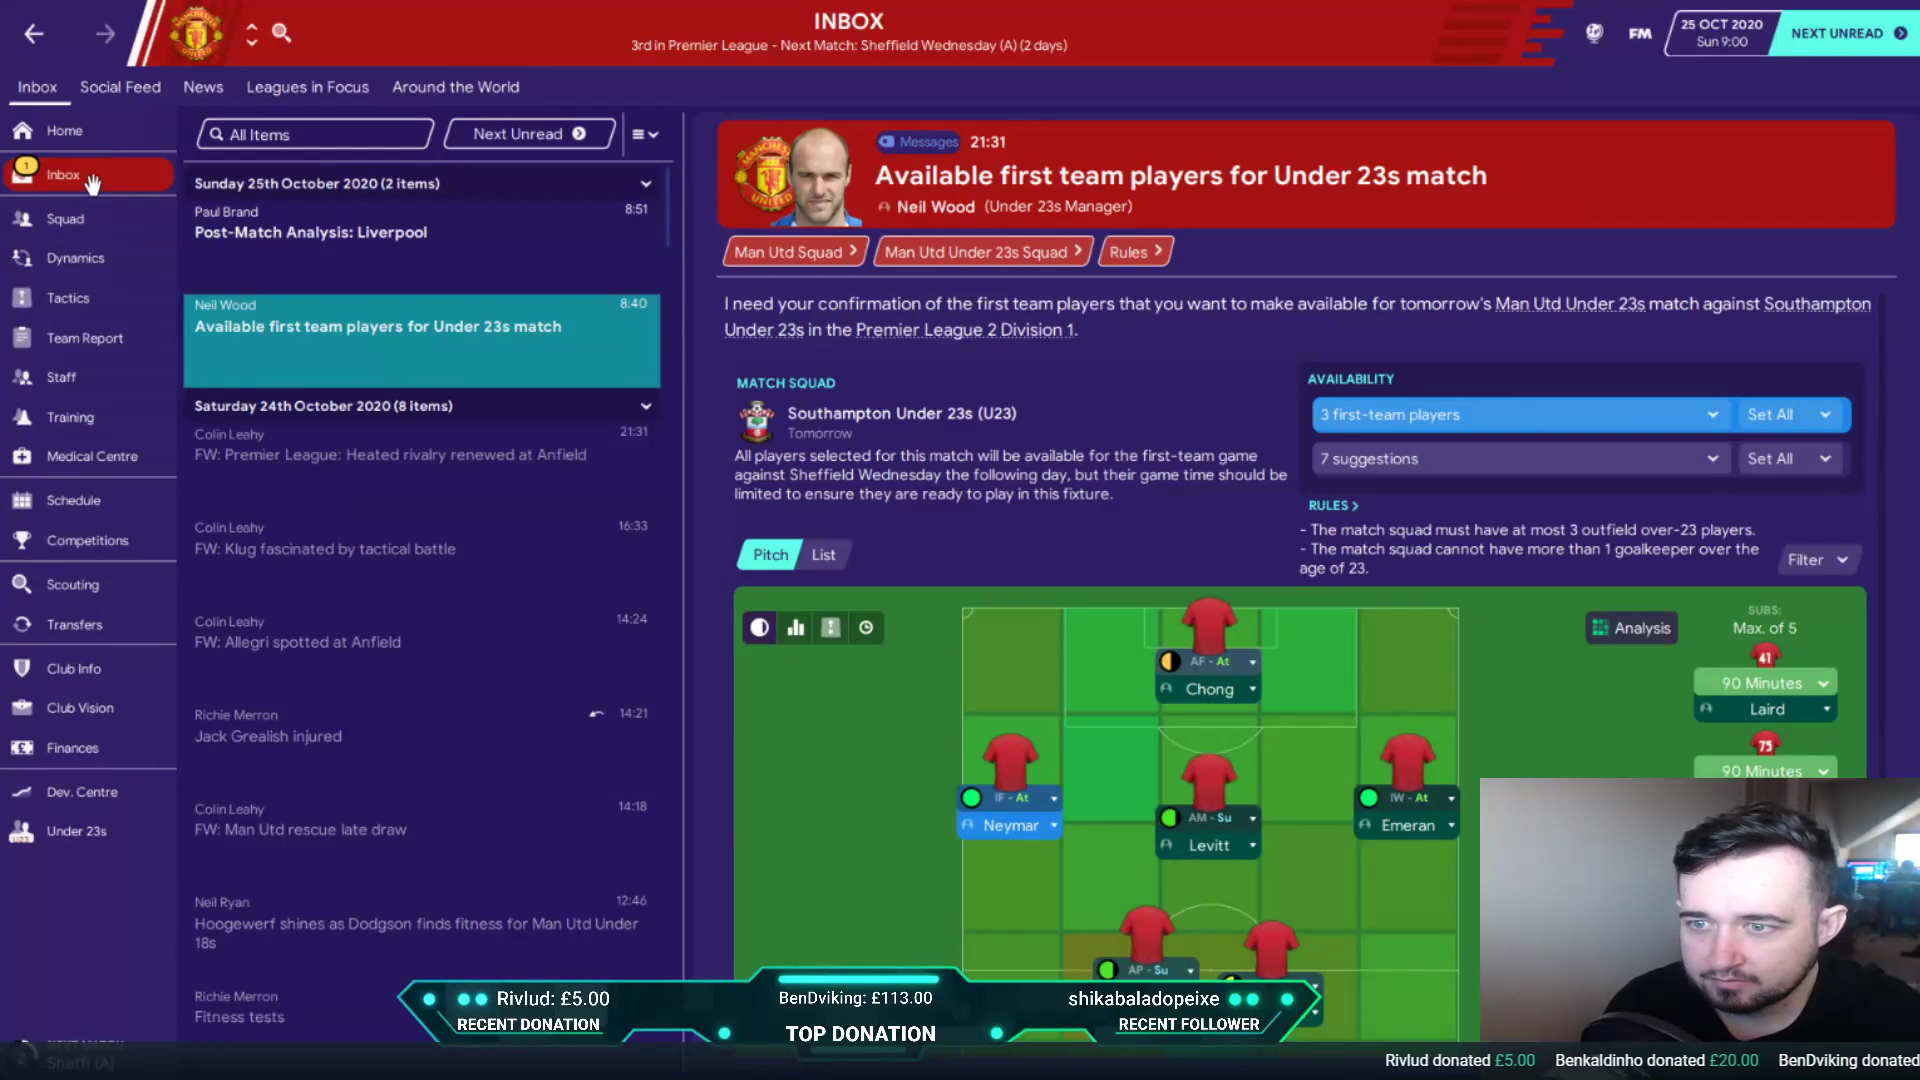 INBOX
3rd in Premier League - Next Match: Sheffield Wednesday (A) (2 days)
FM
25 OCT 2020
Sun 9:00
NEXT UNREAD
Inbox
Social Feed
News
Leagues in Focus
Around the World
Home
1
Inbox
Squad
Dynamics
Tactics
Team Report
Staff
Training
Medical Centre
Schedule
Competitions
Scouting
Transfers
Club Info
Club Vision
Finances
Dev. Centre
Under 23s
All Items
Next Unread
Sunday 25th October 2020 (2 items)
Paul Brand
8:51
Post-Match Analysis: Liverpool
Neil Wood
8:40
Available first team players for Under 23s match
Saturday 24th October 2020 (8 items)
Colin Leahy
21:31
FW: Premier League: Heated rivalry renewed at Anfield
Colin Leahy
16:33
FW: Klug fascinated by tactical battle
Colin Leahy
14:24
FW: Allegri spotted at Anfield
Richie Merron
14:21
Jack Grealish injured
Colin Leahy
14:18
FW: Man Utd rescue late draw
Neil Ryan
12:46
Hoogewerf shines as Dodgson finds fitness for Man Utd Under
18s
Richie Merron
Fitness tests
Messages
21:31
Available first team players for Under 23s match
Neil Wood (Under 23s Manager)
Man Utd Squad
Man Utd Under 23s Squad
Rules
I need your confirmation of the first team players that you want to make available for tomorrow's Man Utd Under 23s match against Southampton
Under 23s in the Premier League 2 Division 1.
MATCH SQUAD
Southampton Under 23s (U23)
Tomorrow
All players selected for this match will be available for the first-team game
against Sheffield Wednesday the following day, but their game time should be
limited to ensure they are ready to play in this fixture.
AVAILABILITY
3 first-team players
Set All
7 suggestions
Set All
RULES
- The match squad must have at most 3 outfield over-23 players.
- The match squad cannot have more than 1 goalkeeper over the
age of 23.
Filter
Pitch
List
Analysis
SUBS:
Max. of 5
41
90 Minutes
Laird
75
90 Minutes
AF - At
Chong
IF - At
Neymar
AM - Su
Levitt
IW - At
Emeran
AP - Su
Rivlud: £5.00
RECENT DONATION
BenDviking: £113.00
TOP DONATION
shikabaladopeixe
RECENT FOLLOWER
Sheffi (A)
Rivlud donated £5.00
Benkaldinho donated £20.00
BenDviking donated